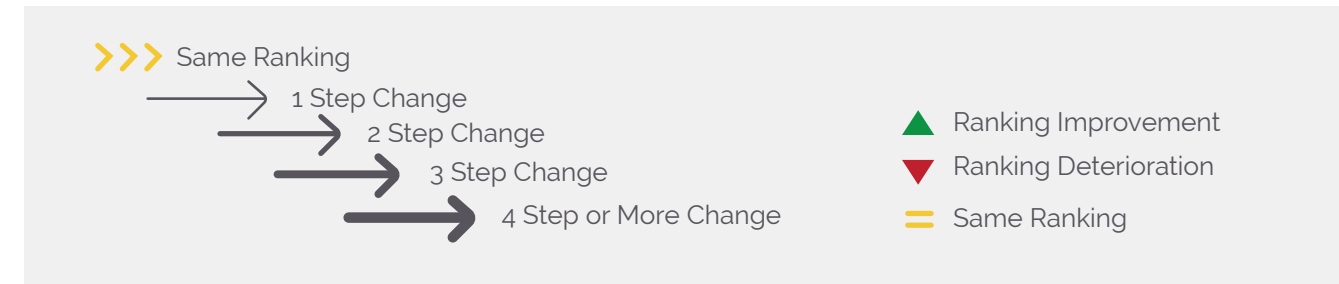 Same Ranking
1 Step Change
2 Step Change
3 Step Change
4 Step or More Change
Ranking Improvement
Ranking Deterioration
Same Ranking